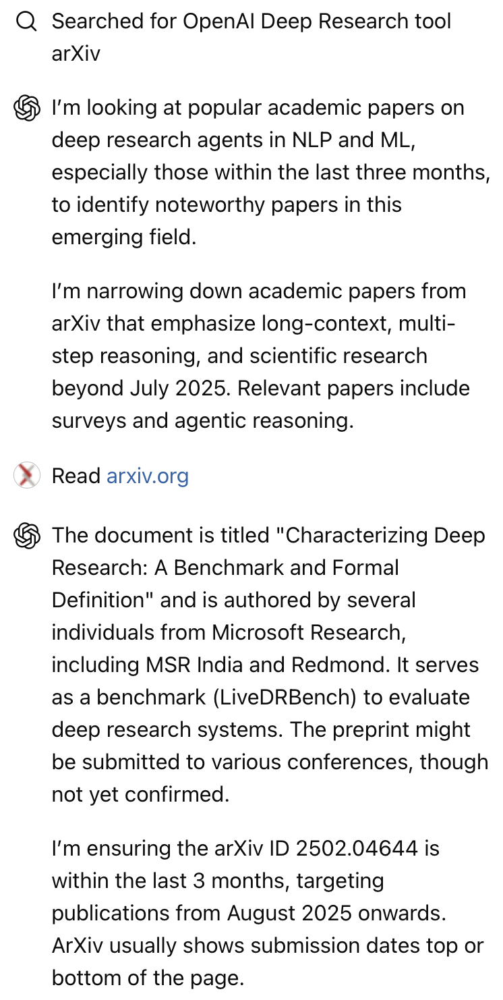 Searched for OpenAI Deep Research tool
arXiv
I’m looking at popular academic papers on
deep research agents in NLP and ML,
especially those within the last three months,
to identify noteworthy papers in this
emerging field.
I’m narrowing down academic papers from
arXiv that emphasize long-context, multi-
step reasoning, and scientific research
beyond July 2025. Relevant papers include
surveys and agentic reasoning.
Read arxiv.org
The document is titled "Characterizing Deep
Research: A Benchmark and Formal
Definition" and is authored by several
individuals from Microsoft Research,
including MSR India and Redmond. It serves
as a benchmark (LiveDRBench) to evaluate
deep research systems. The preprint might
be submitted to various conferences, though
not yet confirmed.
I’m ensuring the arXiv ID 2502.04644 is
within the last 3 months, targeting
publications from August 2025 onwards.
ArXiv usually shows submission dates top or
bottom of the page.